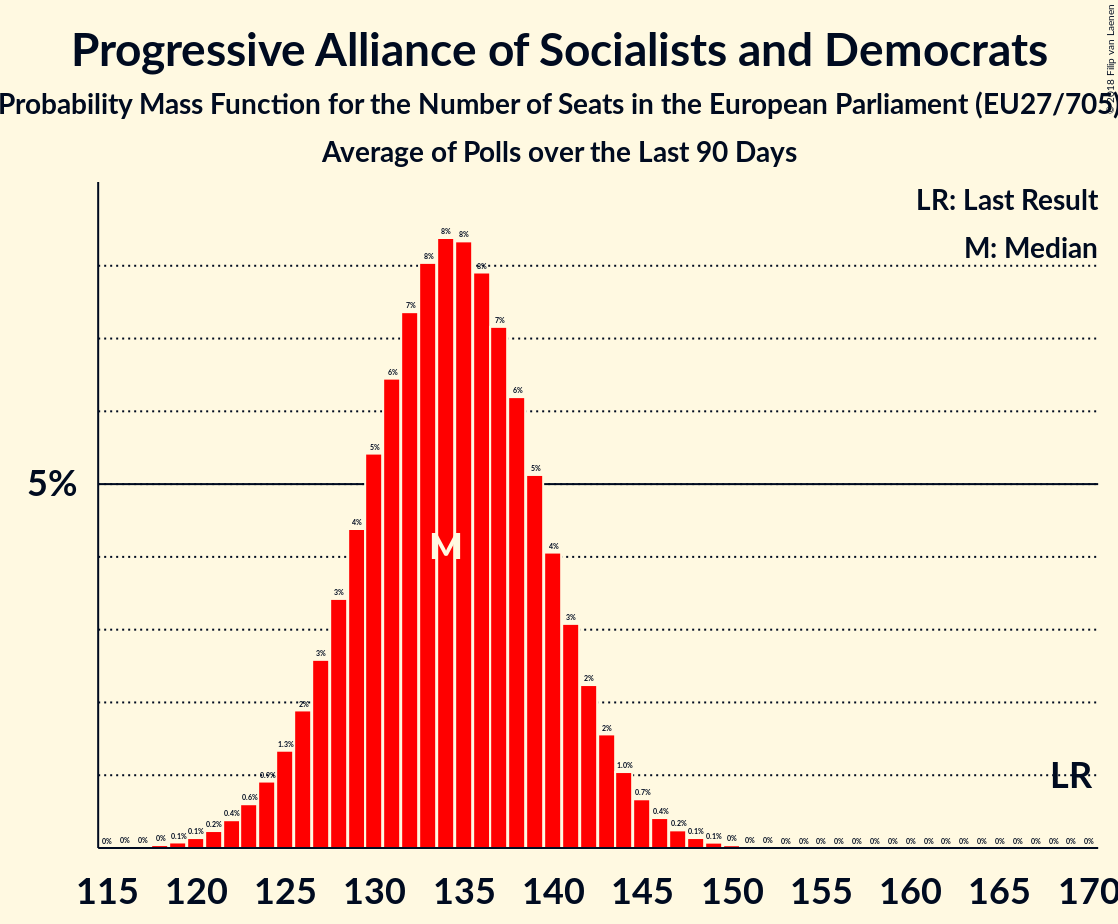 Progressive Alliance of Socialists and Democrats
Probability Mass Function for the Number of Seats in the European Parliament (EU27/705)
Average of Polls over the Last 90 Days
© 2018 Filip van Laenen
LR: Last Result
M: Median
5%
0% 0% 0% 0% 0.1% 0.1% 0.2% 0.4% 0.6% 0.9% 1.3% 2% 3% 3% 4% 5% 6% 7% 8% 8% 8% 8% 7% 6% 5% 4% 3% 2% 2% 1.0% 0.7% 0.4% 0.2% 0.1% 0.1% 0% 0% 0% 0% 0% 0% 0% 0% 0% 0% 0% 0% 0% 0% 0% 0% 0% 0% 0% 0% 0%
M
LR
115 120 125 130 135 140 145 150 155 160 165 170